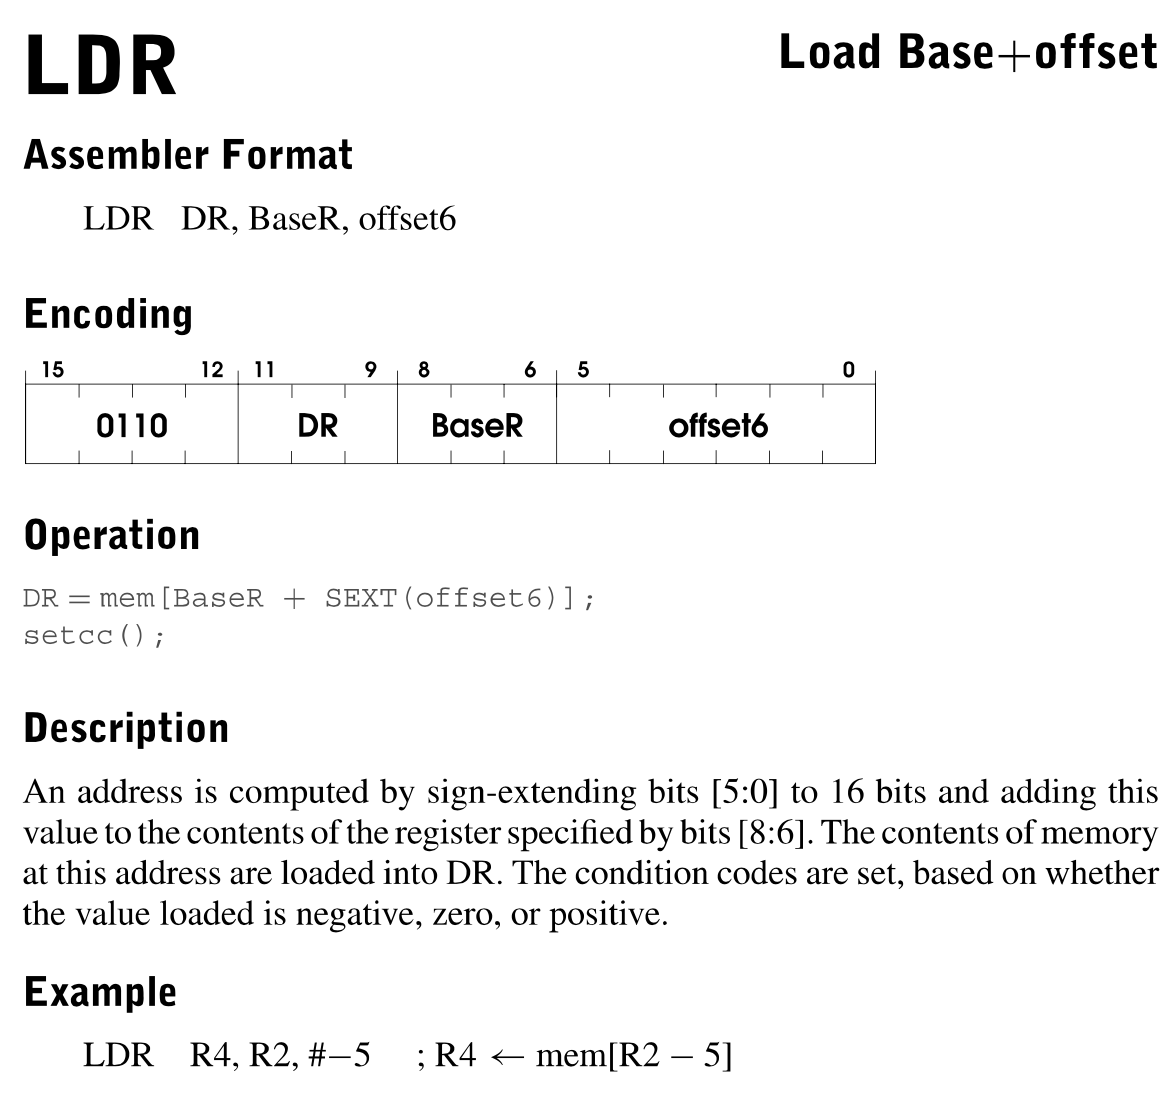 LDR Load Base+offset
Assembler Format
LDR DR, BaseR, offset6
Encoding
15 12 11 9 8 6 5 0
0110 DR BaseR offset6
Operation
DR = mem[BaseR + SEXT(offset6)];
setcc();
Description
An address is computed by sign-extending bits [5:0] to 16 bits and adding this
value to the contents of the register specified by bits [8:6]. The contents of memory
at this address are loaded into DR. The condition codes are set, based on whether
the value loaded is negative, zero, or positive.
Example
LDR R4, R2, #−5 ; R4 ← mem[R2 − 5]